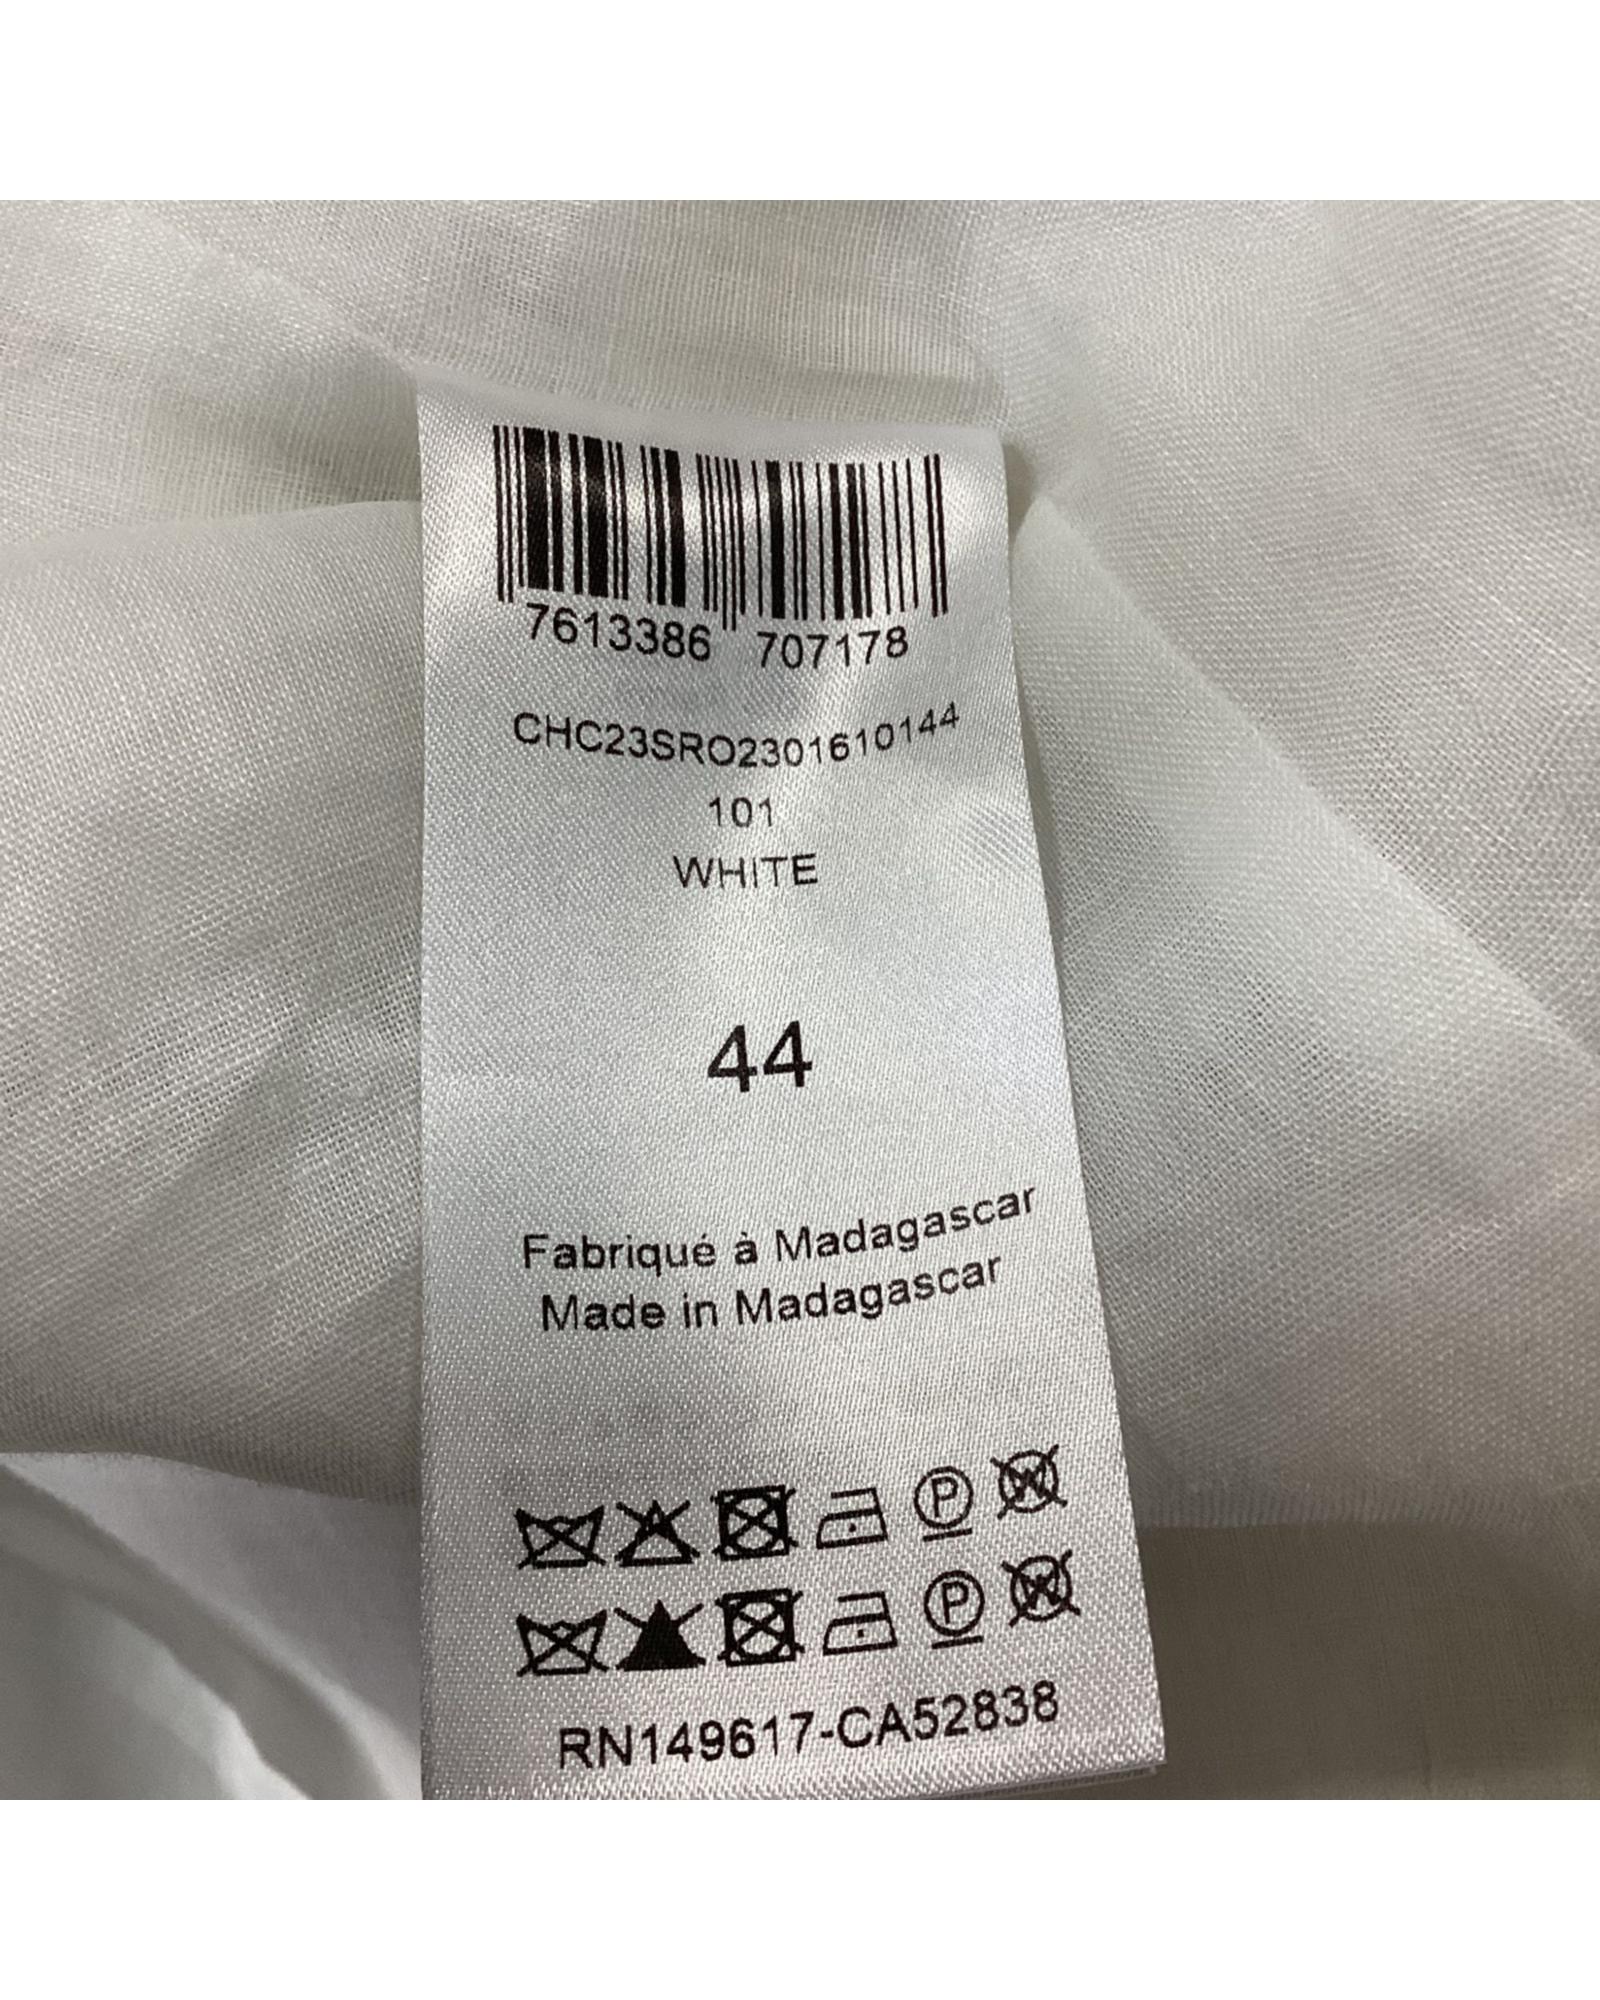 7613386 707178
CHC23SRO2301610144
101
WHITE
44
Fabriqué à Madagascar
Made in Madagascar
P W
P W
RN149617-CA52838